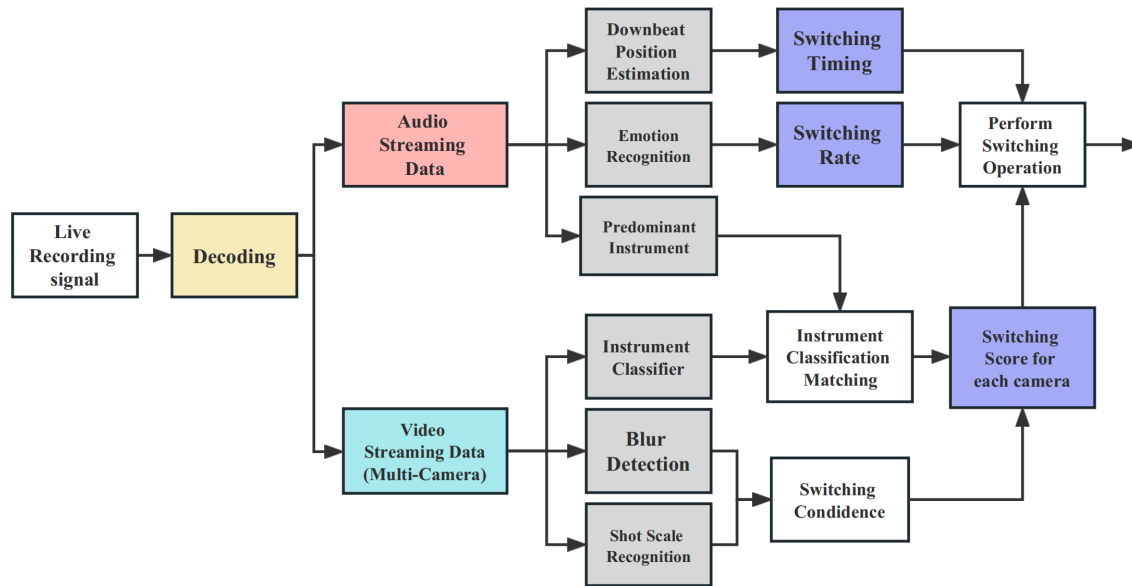 Live
Recording
signal
Decoding
Audio
Streaming
Data
Video
Streaming Data
(Multi-Camera)
Downbeat
Position
Estimation
Emotion
Recognition
Predominant
Instrument
Instrument
Classifier
Blur
Detection
Shot Scale
Recognition
Switching
Timing
Switching
Rate
Instrument
Classification
Matching
Switching
Condidence
Perform
Switching
Operation
Switching
Score for
each camera